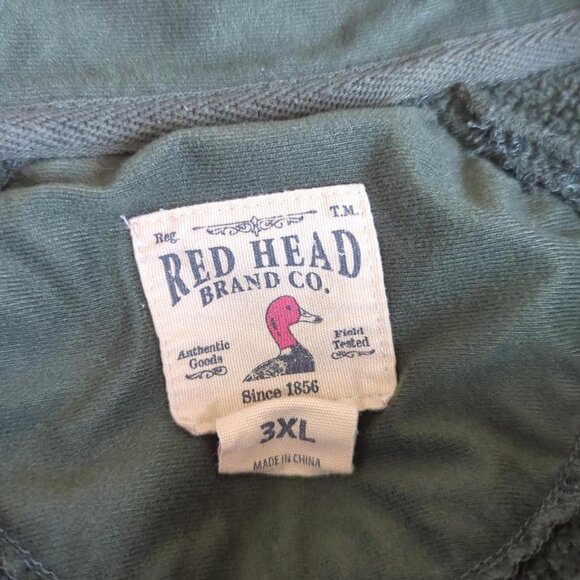 Reg. T.M.
RED HEAD
BRAND CO.
Authentic
Goods
Field
Tested
Since 1856
3XL
MADE IN CHINA